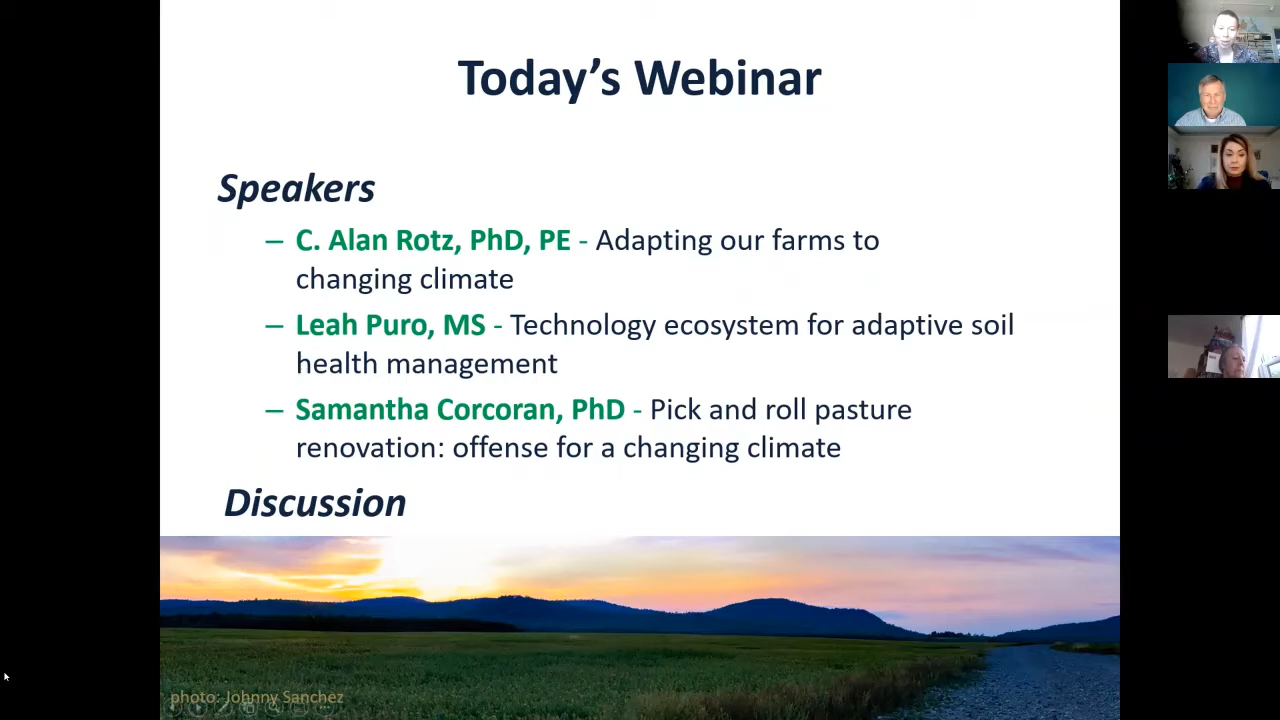 Today’s Webinar
Speakers
– C. Alan Rotz, PhD, PE - Adapting our farms to
changing climate
– Leah Puro, MS - Technology ecosystem for adaptive soil
health management
– Samantha Corcoran, PhD - Pick and roll pasture
renovation: offense for a changing climate
Discussion
photo: Johnny Sanchez